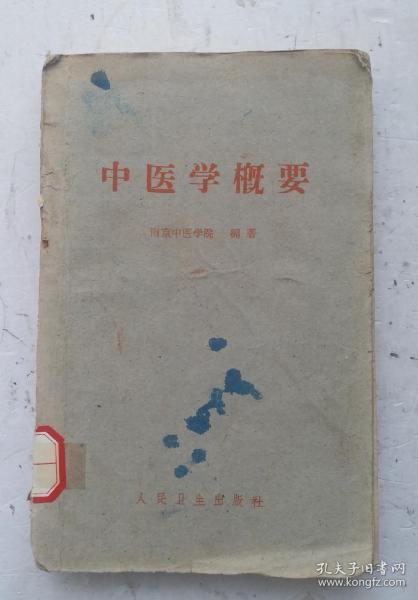 中医学概要
南京中医学院 编著
人民卫生出版社
孔夫子旧书网
www.kongfz.com